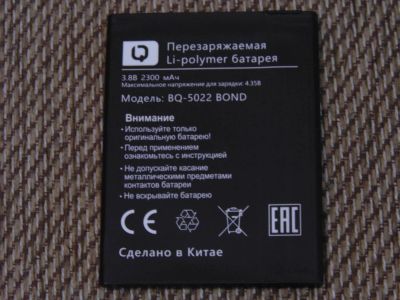 Перезаряжаемая
Li-polymer батарея
3.8В 2300 мАч
Максимальное напряжение для зарядки: 4.35В
Модель: BQ-5022 BOND
Внимание
• Используйте только
оригинальную батарею!
• Перед применением
ознакомьтесь с инструкцией
• Не допускайте касание
металлическими предметами
контактов батареи
• Не вскрывайте батарею
CE EAC
Сделано в Китае